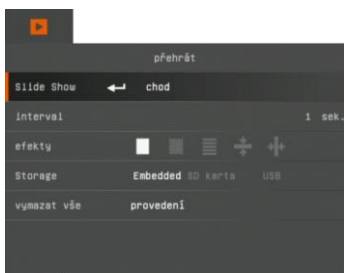 přehrát
Slide Show chod
interval 1 sek.
efekty
Storage Embedded SD karta USB
vymazat vše provedení